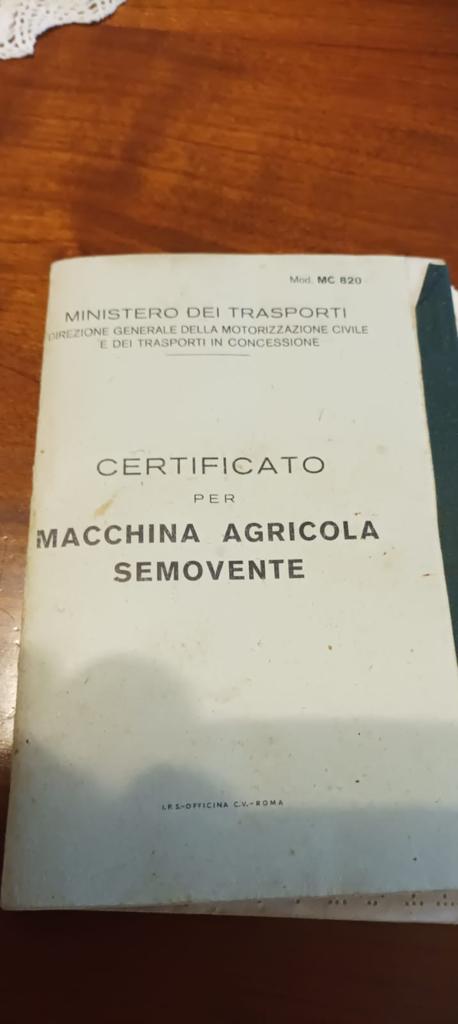 Mod. MC 820
MINISTERO DEI TRASPORTI
DIREZIONE GENERALE DELLA MOTORIZZAZIONE CIVILE
E DEI TRASPORTI IN CONCESSIONE
CERTIFICATO
PER
MACCHINA AGRICOLA
SEMOVENTE
I.P.S.-OFFICINA C.V.-ROMA